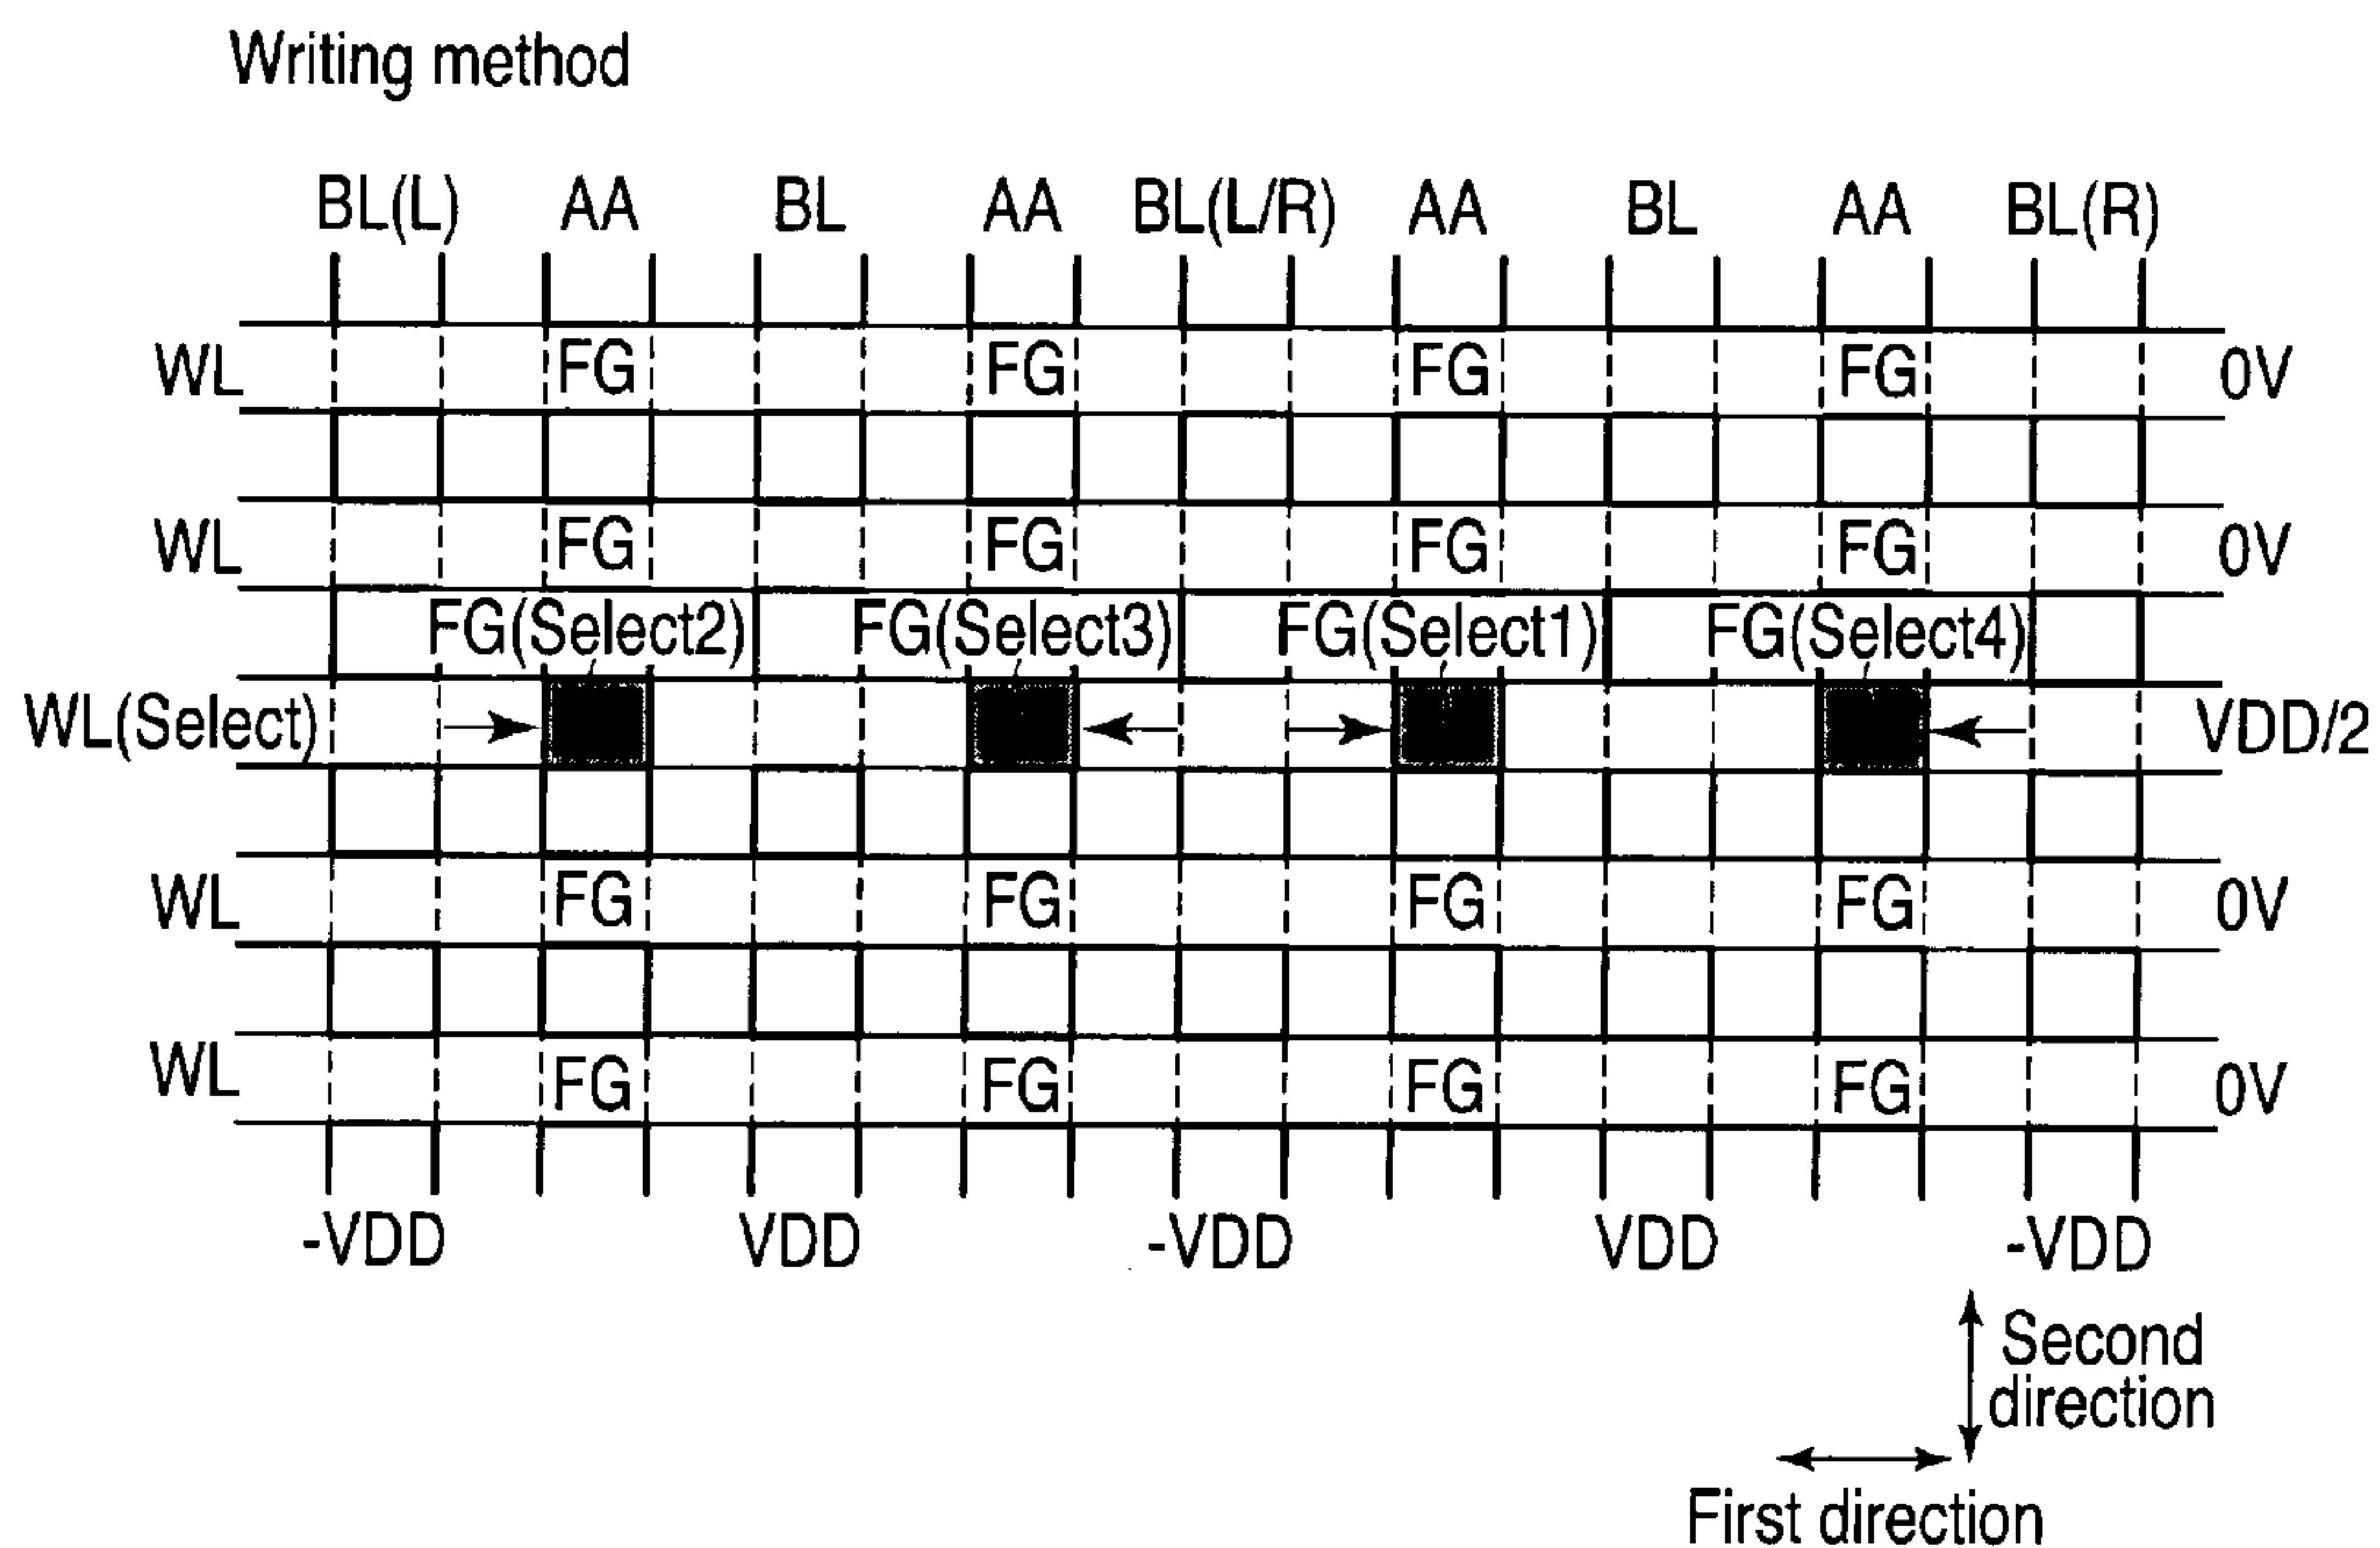 Writing method
BL(L) AA BL AA BL(L/R) AA BL AA BL(R)
WL FG FG FG FG 0V
WL FG FG FG FG 0V
FG(Select2) FG(Select3) FG(Select1) FG(Select4)
WL(Select) VDD/2
WL FG FG FG FG 0V
WL FG FG FG FG 0V
-VDD VDD -VDD VDD -VDD
Second
direction
First direction